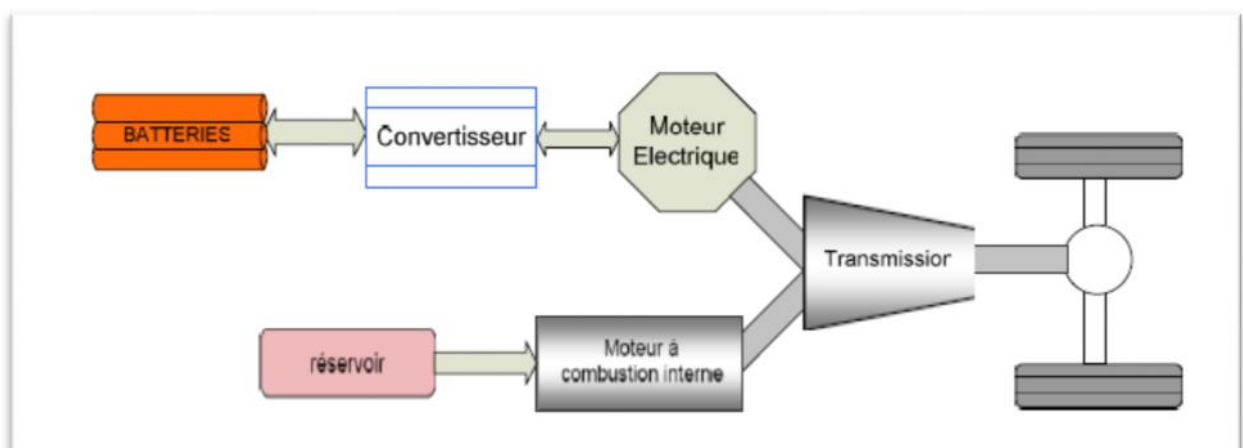 BATTERIES
Convertisseur
Moteur
Electrique
Transmissior
réservoir
Moteur à
combustion interne